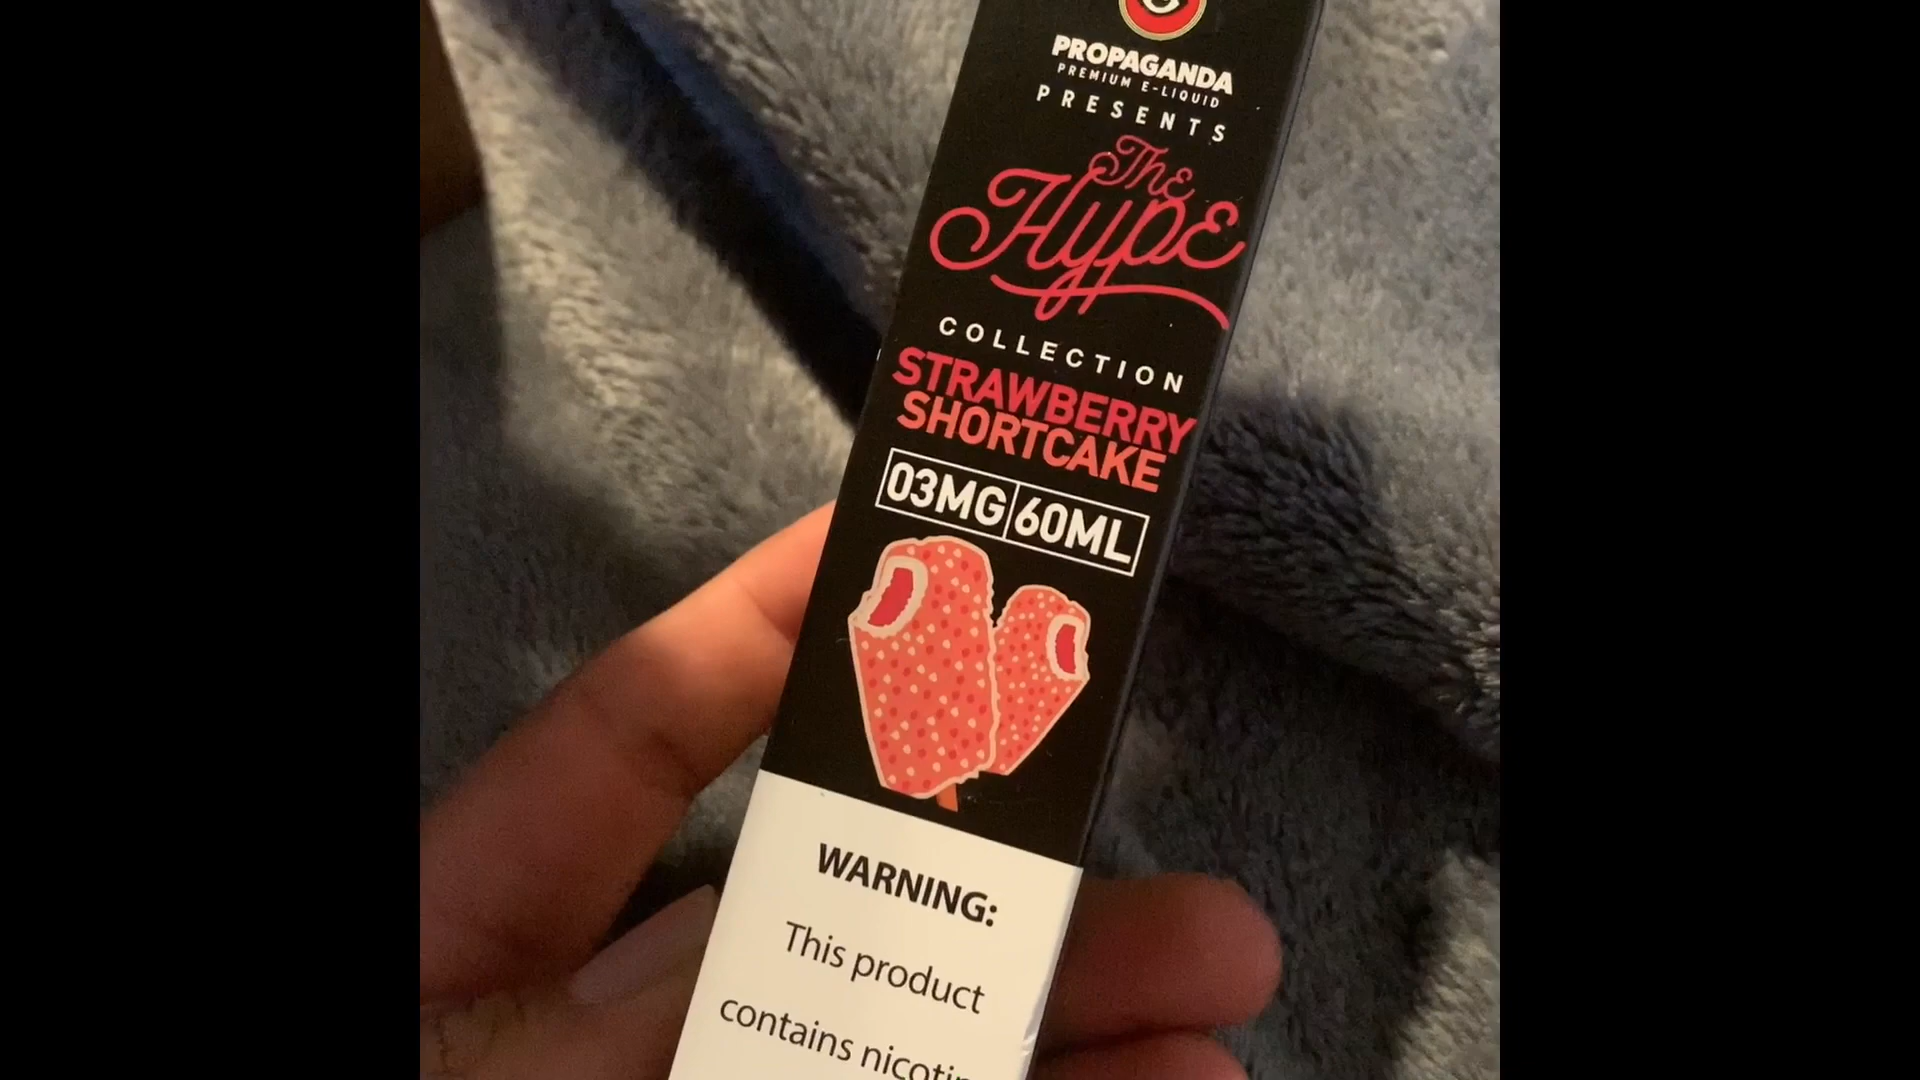 PROPAGANDA
PREMIUM E-LIQUID
PRESENTS
The
Hype
COLLECTION
STRAWBERRY
SHORTCAKE
03MG 60ML
WARNING:
This product
contains